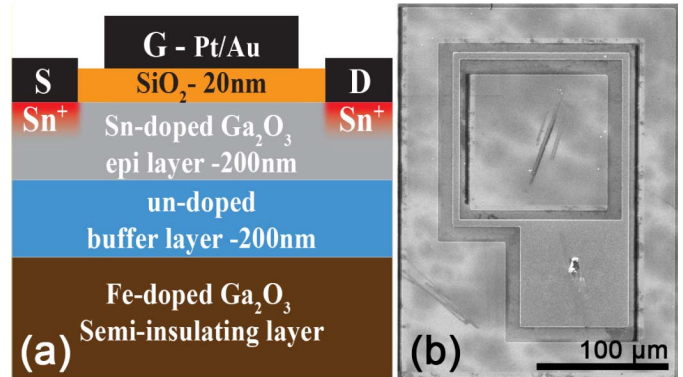 G - Pt/Au
S
SiO₂- 20nm
D
Sn⁺
Sn⁺
Sn-doped Ga₂O₃
epi layer -200nm
un-doped
buffer layer -200nm
Fe-doped Ga₂O₃
Semi-insulating layer
(a)
(b)
100 µm